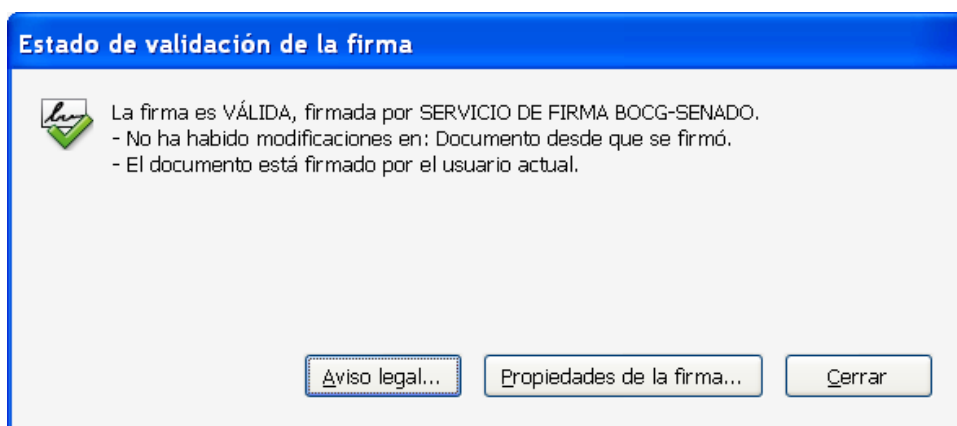 Estado de validación de la firma
La firma es VÁLIDA, firmada por SERVICIO DE FIRMA BOCG-SENADO.
- No ha habido modificaciones en: Documento desde que se firmó.
- El documento está firmado por el usuario actual.
Aviso legal... Propiedades de la firma... Cerrar